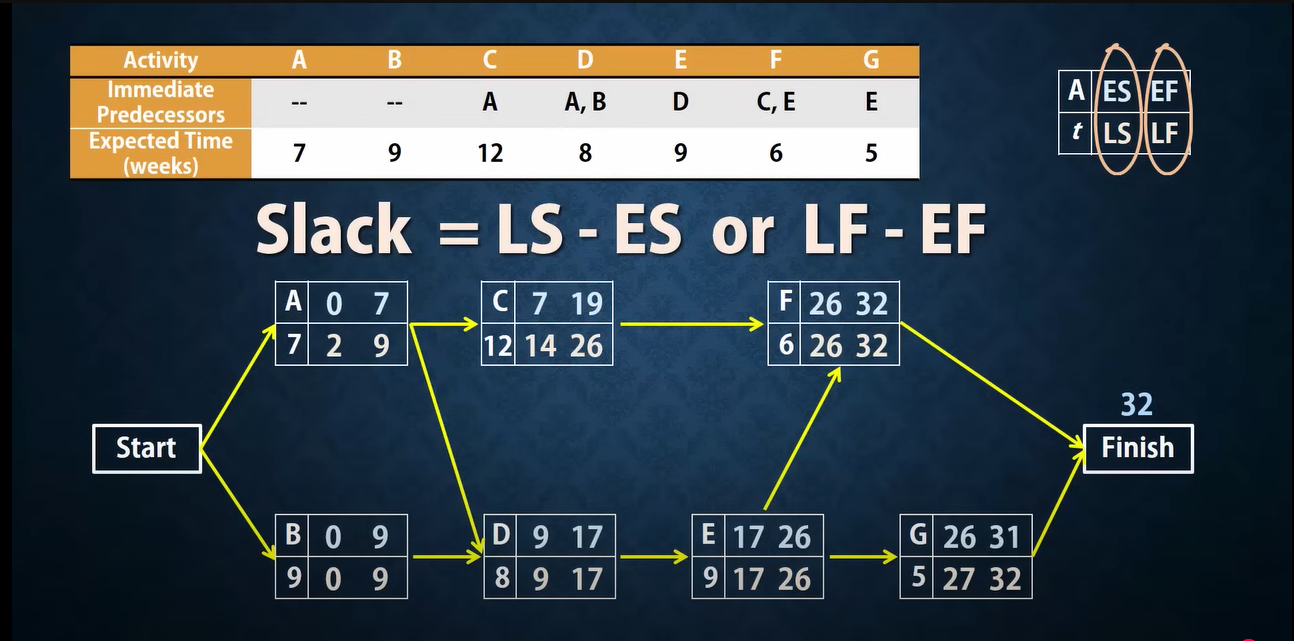 Activity A B C D E F G
Immediate Predecessors -- -- A A, B D C, E E
Expected Time (weeks) 7 9 12 8 9 6 5
A ES EF
t LS LF
Slack = LS - ES or LF - EF
A 0 7
7 2 9
C 7 19
12 14 26
F 26 32
6 26 32
32
Start
Finish
B 0 9
9 0 9
D 9 17
8 9 17
E 17 26
9 17 26
G 26 31
5 27 32